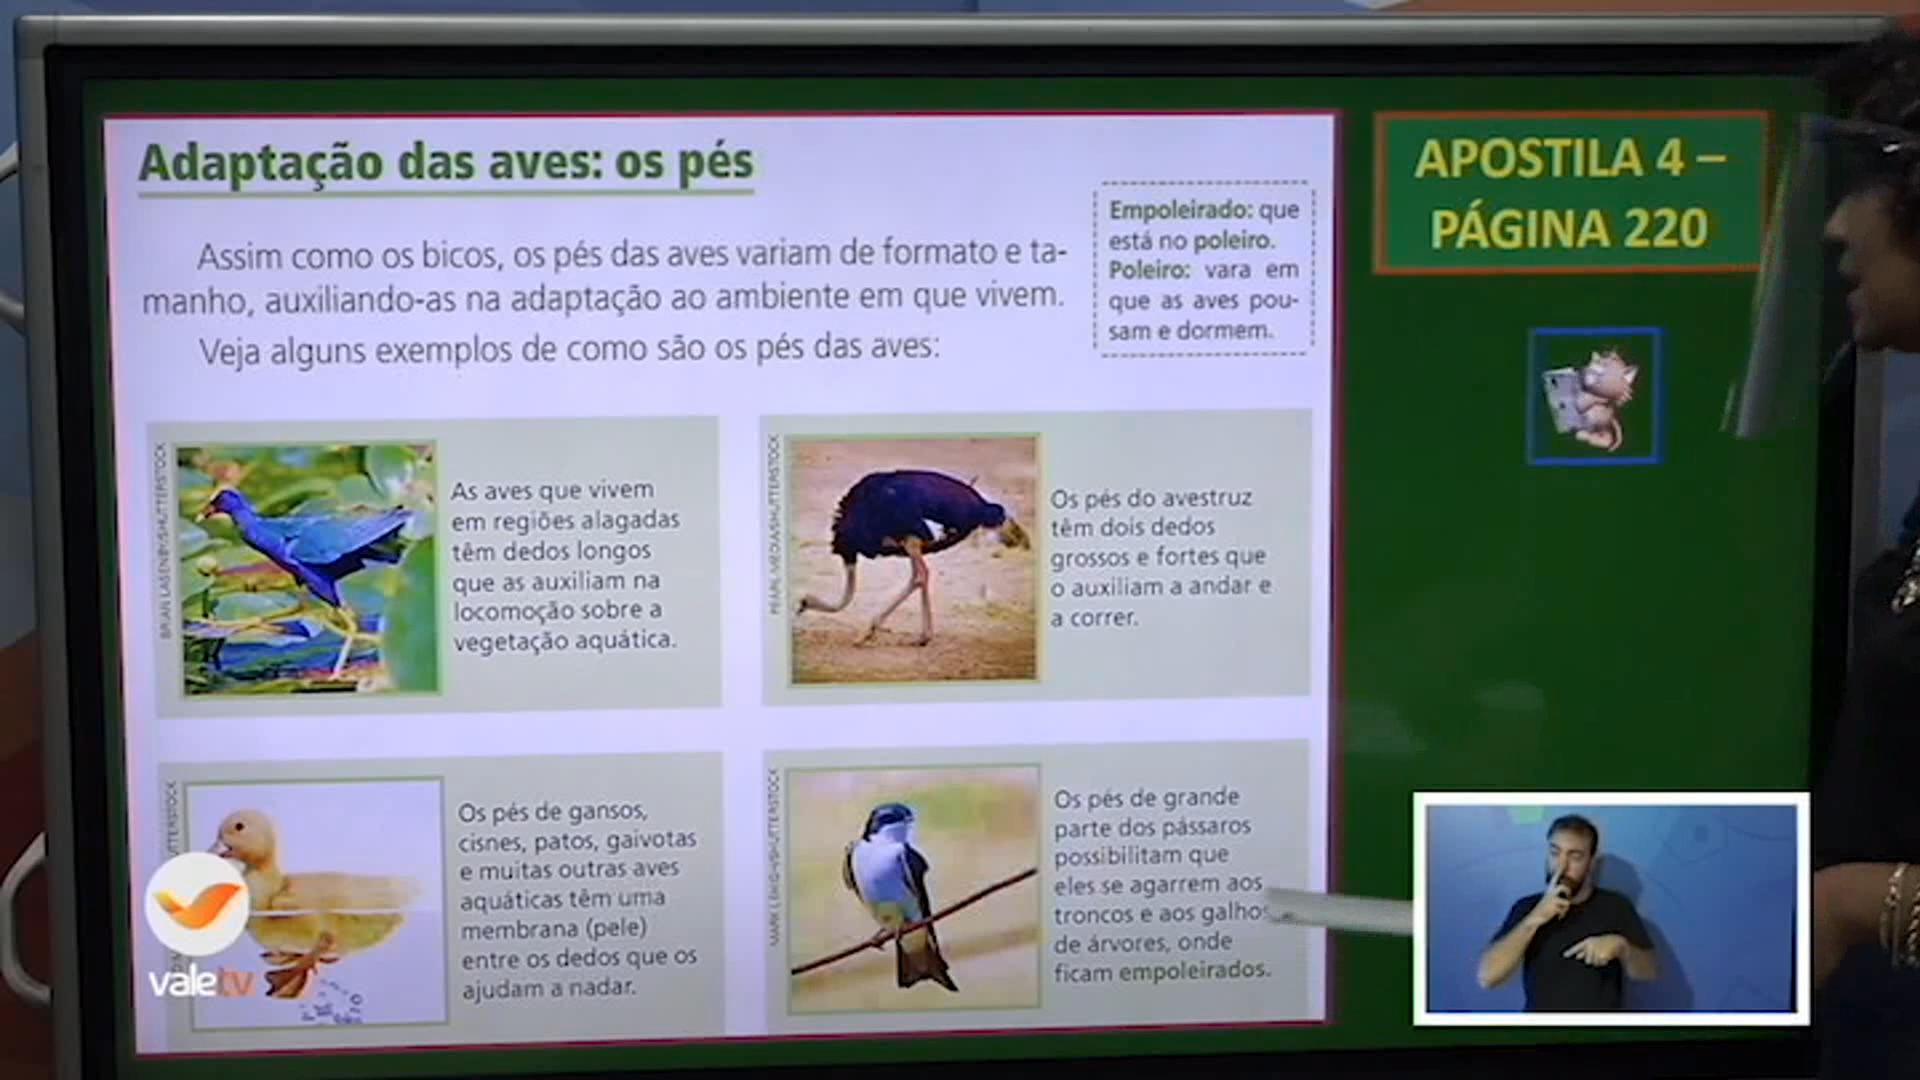 Adaptação das aves: os pés
Assim como os bicos, os pés das aves variam de formato e ta-
manho, auxiliando-as na adaptação ao ambiente em que vivem.
Veja alguns exemplos de como são os pés das aves:
Empoleirado: que
está no poleiro.
Poleiro: vara em
que as aves pou-
sam e dormem.
APOSTILA 4 –
PÁGINA 220
BRIAN LASENBY/SHUTTERSTOCK
As aves que vivem
em regiões alagadas
têm dedos longos
que as auxiliam na
locomoção sobre a
vegetação aquática.
PEARL MEDIA/SHUTTERSTOCK
Os pés do avestruz
têm dois dedos
grossos e fortes que
o auxiliam a andar e
a correr.
Os pés de gansos,
cisnes, patos, gaivotas
e muitas outras aves
aquáticas têm uma
membrana (pele)
entre os dedos que os
ajudam a nadar.
Os pés de grande
parte dos pássaros
possibilitam que
eles se agarrem aos
troncos e aos galhos
de árvores, onde
ficam empoleirados.
valetv